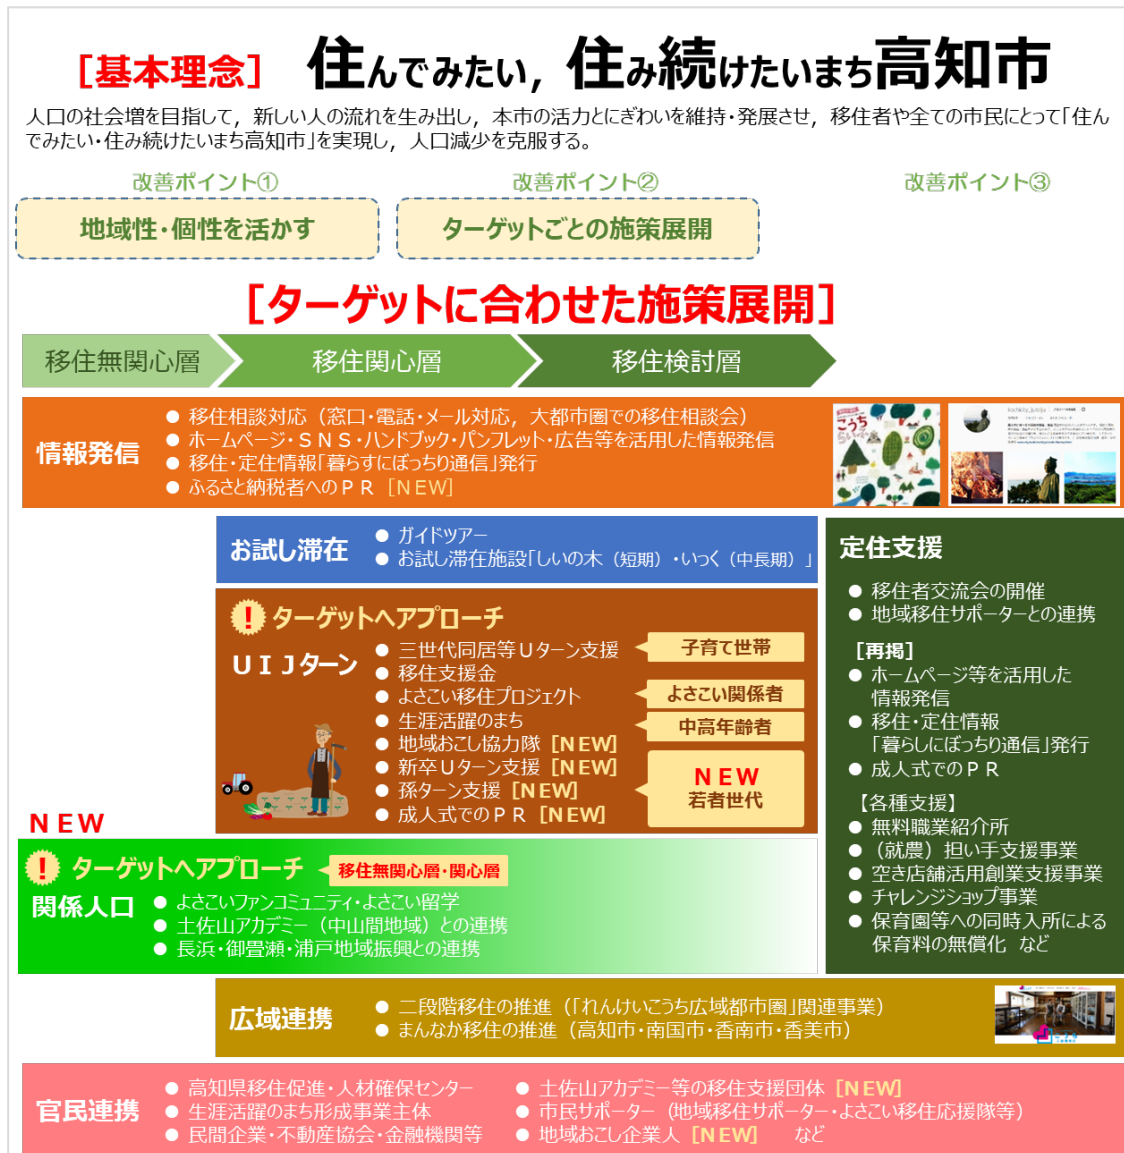 ［基本理念］ 住んでみたい，住み続けたいまち高知市
人口の社会増を目指して，新しい人の流れを生み出し，本市の活力とにぎわいを維持・発展させ，移住者や全ての市民にとって「住ん
でみたい・住み続けたいまち高知市」を実現し，人口減少を克服する。
改善ポイント①
改善ポイント②
改善ポイント③
地域性・個性を活かす
ターゲットごとの施策展開
［ターゲットに合わせた施策展開］
移住無関心層
移住関心層
移住検討層
情報発信
● 移住相談対応（窓口・電話・メール対応，大都市圏での移住相談会）
● ホームページ・ＳＮＳ・ハンドブック・パンフレット・広告等を活用した情報発信
● 移住・定住情報「暮らすにぼっちり通信」発行
● ふるさと納税者へのＰＲ［NEW］
こうち
お試し滞在
● ガイドツアー
● お試し滞在施設「しいの木（短期）・いっく（中長期）」
! ターゲットへアプローチ
ＵＩＪターン
● 三世代同居等Ｕターン支援
子育て世帯
● 移住支援金
● よさこい移住プロジェクト
よさこい関係者
● 生涯活躍のまち
中高年齢者
● 地域おこし協力隊［NEW］
● 新卒Ｕターン支援［NEW］
● 孫ターン支援［NEW］
● 成人式でのＰＲ［NEW］
ＮＥＷ
若者世代
定住支援
● 移住者交流会の開催
● 地域移住サポーターとの連携
［再掲］
● ホームページ等を活用した
情報発信
● 移住・定住情報
「暮らしにぼっちり通信」発行
● 成人式でのＰＲ
【各種支援】
● 無料職業紹介所
● （就農）担い手支援事業
● 空き店舗活用創業支援事業
● チャレンジショップ事業
● 保育園等への同時入所による
保育料の無償化 など
ＮＥＷ
! ターゲットへアプローチ
移住無関心層・関心層
関係人口
● よさこいファンコミュニティ・よさこい留学
● 土佐山アカデミー（中山間地域）との連携
● 長浜・御畳瀬・浦戸地域振興との連携
広域連携
● 二段階移住の推進（「れんけいこうち広域都市圏」関連事業）
● まんなか移住の推進（高知市・南国市・香南市・香美市）
官民連携
● 高知県移住促進・人材確保センター
● 生涯活躍のまち形成事業主体
● 民間企業・不動産協会・金融機関等
● 土佐山アカデミー等の移住支援団体［NEW］
● 市民サポーター（地域移住サポーター・よさこい移住応援隊等）
● 地域おこし企業人［NEW］ など